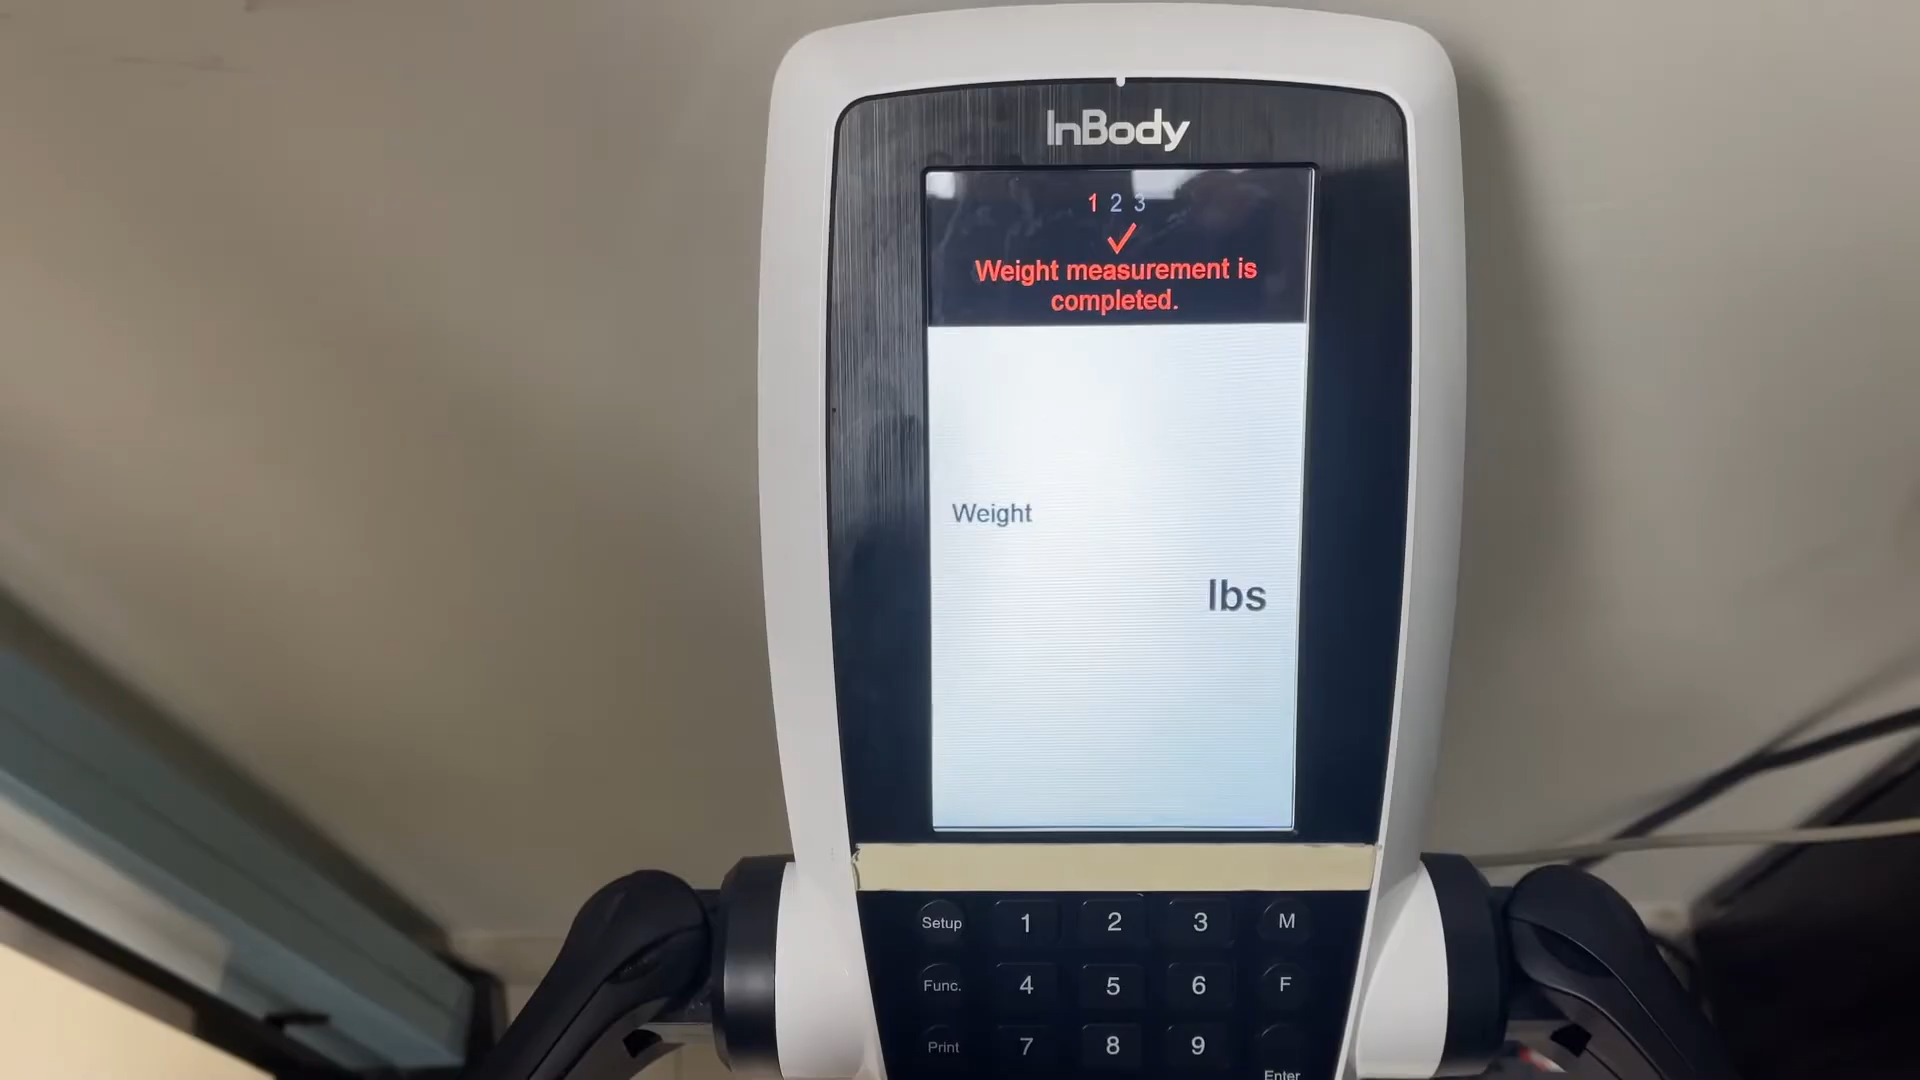 InBody
1 2 3
Weight measurement is
completed.
Weight
lbs
Setup 1 2 3 M
Func. 4 5 6 F
Print 7 8 9
Enter